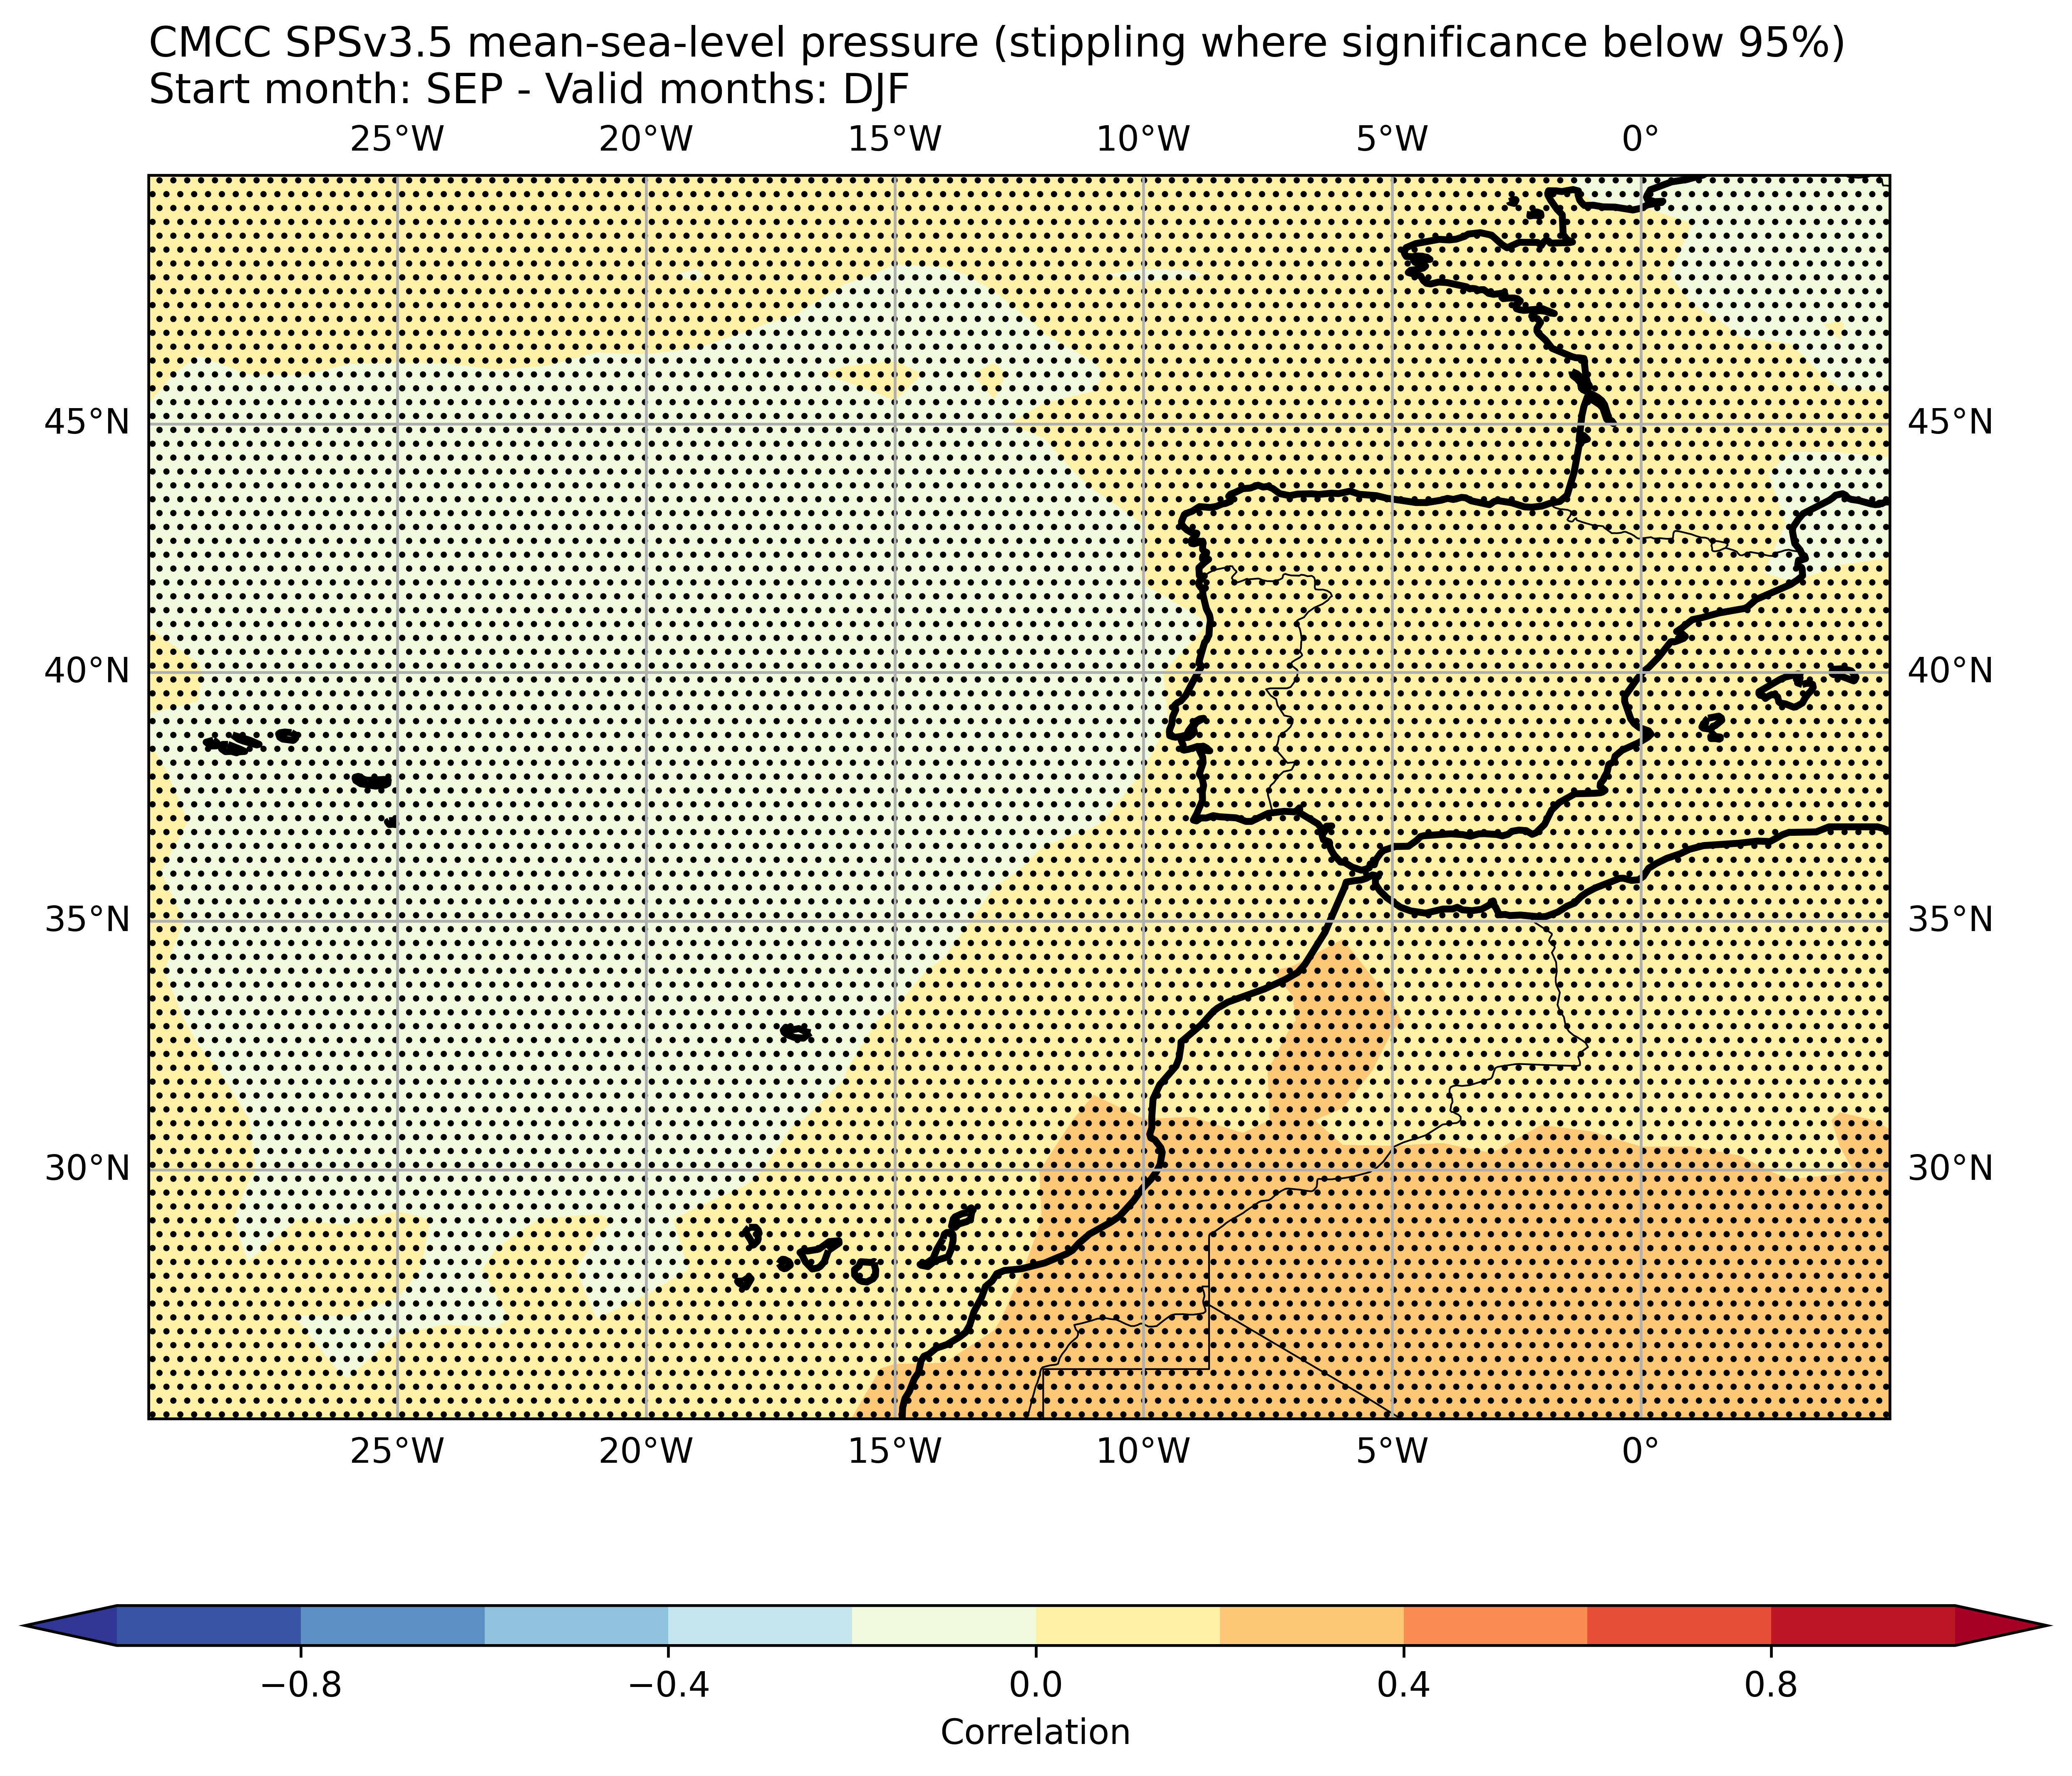 CMCC SPSv3.5 mean-sea-level pressure (stippling where significance below 95%)
Start month: SEP - Valid months: DJF
25°W 20°W 15°W 10°W 5°W 0°
45°N 45°N
40°N 40°N
35°N 35°N
30°N 30°N
25°W 20°W 15°W 10°W 5°W 0°
−0.8 −0.4 0.0 0.4 0.8
Correlation